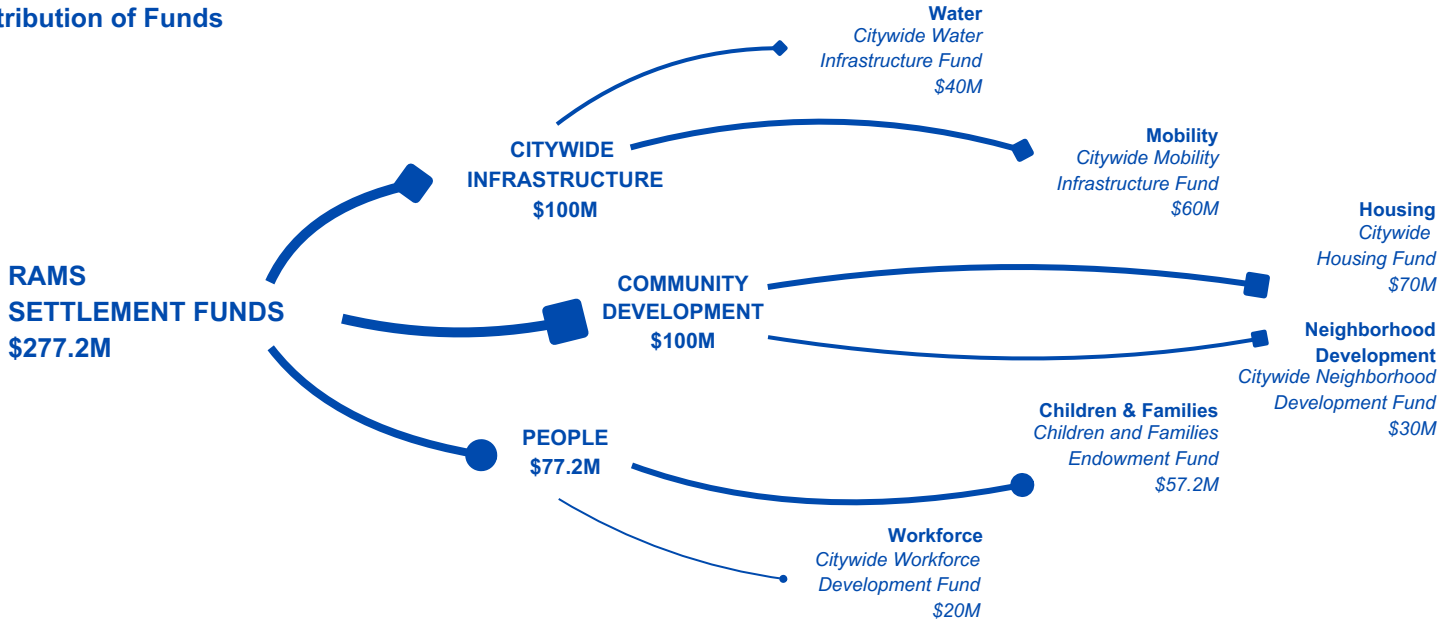 tribution of Funds
Water
Citywide Water
Infrastructure Fund
$40M
CITYWIDE
INFRASTRUCTURE
$100M
Mobility
Citywide Mobility
Infrastructure Fund
$60M
RAMS
SETTLEMENT FUNDS
$277.2M
COMMUNITY
DEVELOPMENT
$100M
Housing
Citywide
Housing Fund
$70M
Neighborhood
Development
Citywide Neighborhood
Development Fund
$30M
PEOPLE
$77.2M
Children & Families
Children and Families
Endowment Fund
$57.2M
Workforce
Citywide Workforce
Development Fund
$20M